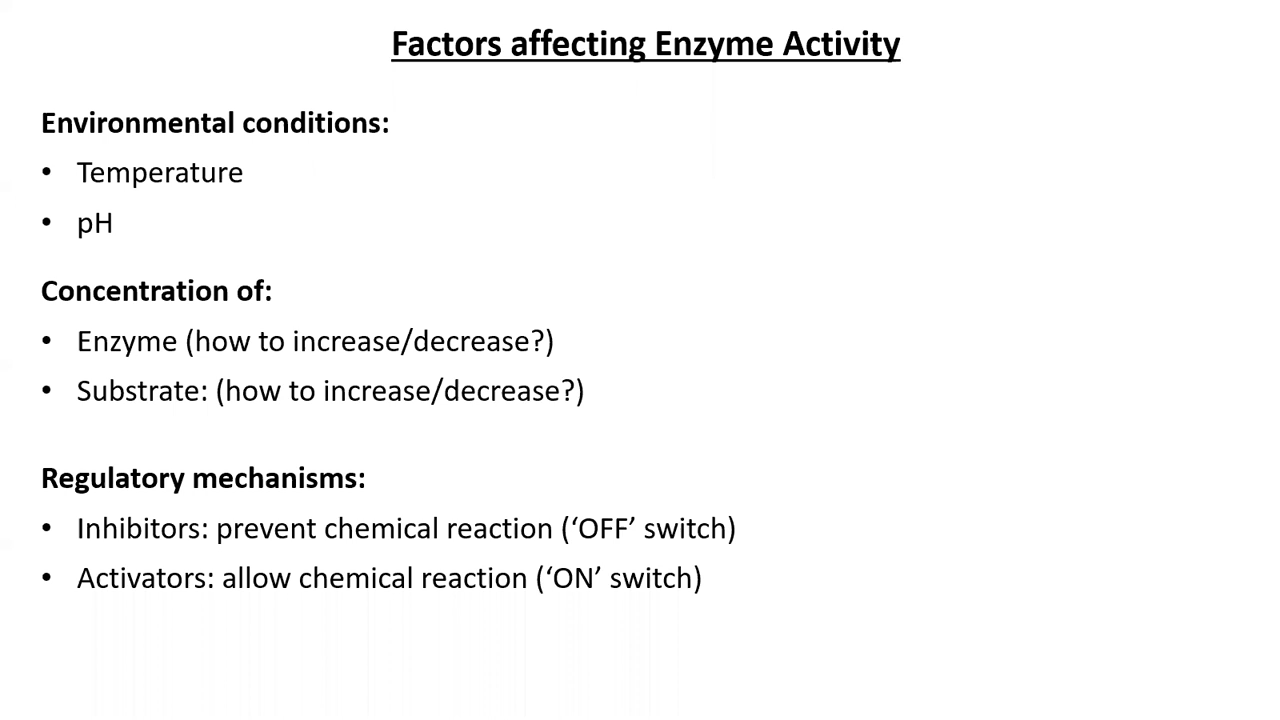 Factors affecting Enzyme Activity
Environmental conditions:
• Temperature
• pH
Concentration of:
• Enzyme (how to increase/decrease?)
• Substrate: (how to increase/decrease?)
Regulatory mechanisms:
• Inhibitors: prevent chemical reaction (‘OFF’ switch)
• Activators: allow chemical reaction (‘ON’ switch)